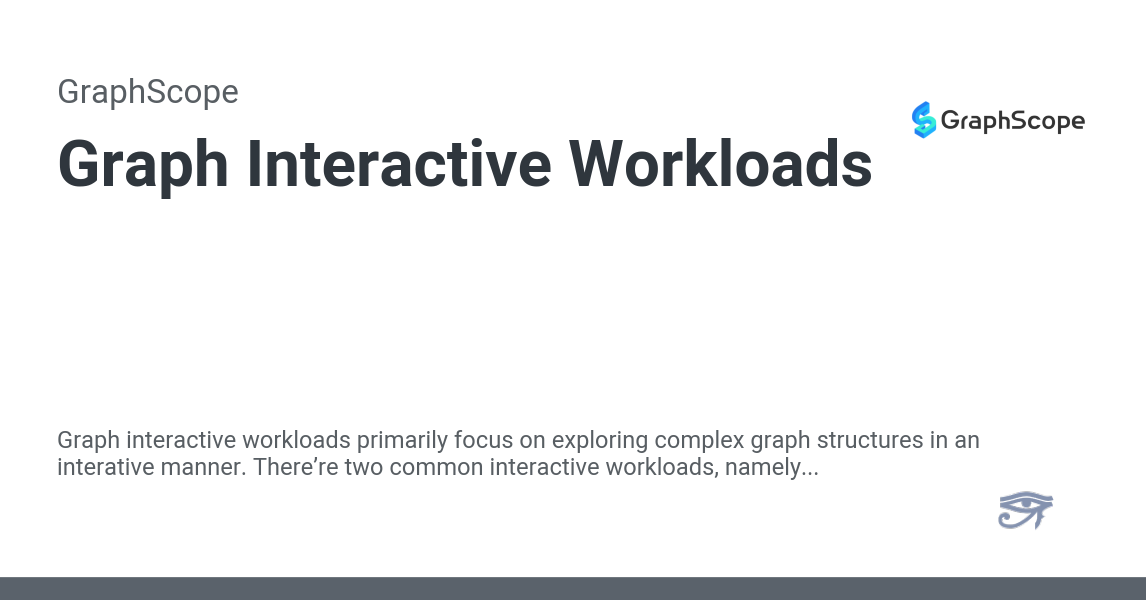 GraphScope
GraphScope
Graph Interactive Workloads
Graph interactive workloads primarily focus on exploring complex graph structures in an
interative manner. There’re two common interactive workloads, namely...